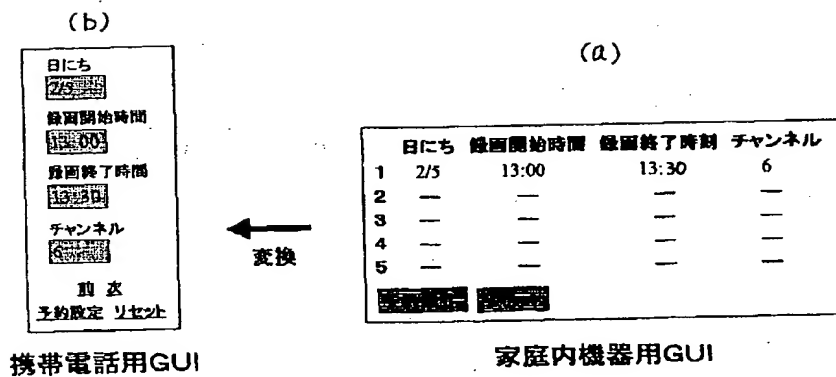 (b)
日にち
2/5
録画開始時間
13:00
録画終了時間
13:30
チャンネル
6
前 次
予約設定 リセット
携帯電話用GUI
変換
(a)
日にち 録画開始時間 録画終了時刻 チャンネル
1 2/5 13:00 13:30 6
2 — — — —
3 — — — —
4 — — — —
5 — — — —
家庭内機器用GUI